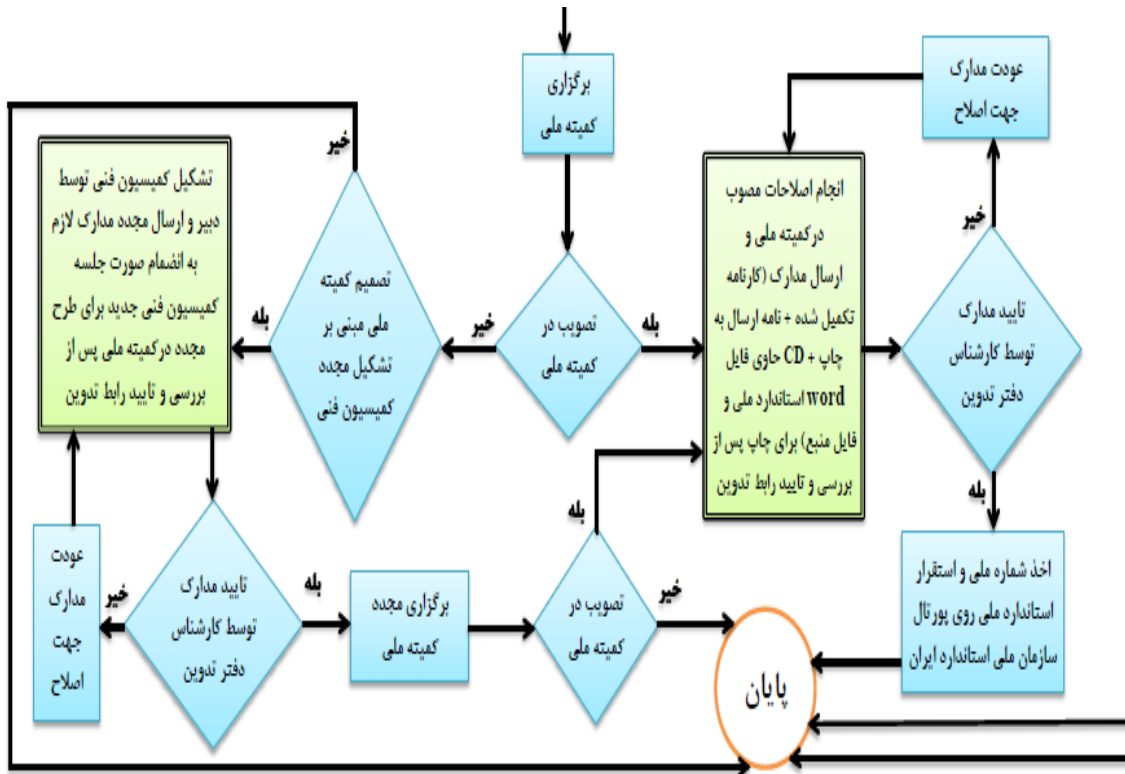 برگزاری
کمیته ملی
تصویب در
کمیته ملی
بله
خیر
انجام اصلاحات مصوب
در کمیته ملی و
ارسال مدارک (کارنامه
تکمیل شده + نامه ارسال به
چاپ + CD حاوی فایل
word استاندارد ملی و
فایل منبع) برای چاپ پس از
بررسی و تایید رابط تدوین
تایید مدارک
توسط کارشناس
دفتر تدوین
خیر
عودت مدارک
جهت اصلاح
بله
اخذ شماره ملی و استقرار
استاندارد ملی روی پورتال
سازمان ملی استاندارد ایران
تصمیم کمیته
ملی مبنی بر
تشکیل مجدد
کمیسیون فنی
خیر
بله
تشکیل کمیسیون فنی توسط
دبیر و ارسال مجدد مدارک لازم
به انضمام صورت جلسه
کمیسیون فنی جدید برای طرح
مجدد در کمیته ملی پس از
بررسی و تایید رابط تدوین
تایید مدارک
توسط کارشناس
دفتر تدوین
خیر
عودت
مدارک
جهت
اصلاح
بله
برگزاری مجدد
کمیته ملی
تصویب در
کمیته ملی
بله
خیر
پایان